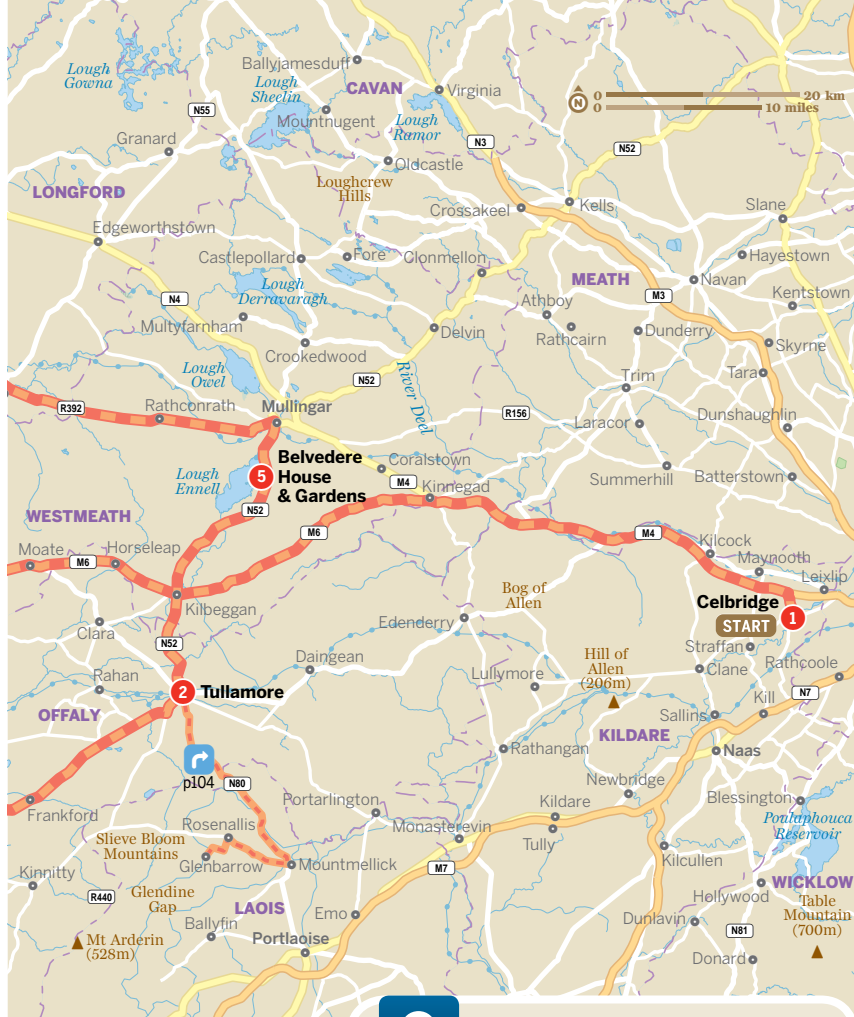 Ballyjamesduff
Lough
Gowna
Lough
Sheelin
CAVAN
Virginia
0 20 km
N
0 10 miles
N55
Mountnugent
Lough
Ramor
Granard
N3
N52
Oldcastle
LONGFORD
Loughcrew
Hills
Crossakeel
Kells
Slane
Edgeworthstown
Castlepollard
Fore
Clonmellon
Hayestown
Lough
Derravaragh
MEATH
Navan
N4
M3
Kentstown
Athboy
Multyfarnham
Delvin
Rathcairn
Dunderry
Crookedwood
Skyrne
Lough
Owel
N52
River Deel
Trim
Tara
R392
Rathconrath
Mullingar
R156
Laracor
Dunshaughlin
5
Belvedere
House
& Gardens
Coralstown
Lough
Ennell
M4
Kinnegad
Summerhill
Batterstown
N52
WESTMEATH
M6
M4
Kilcock
Moate
M6
Horseleap
Maynooth
Leixlip
Kilbeggan
Bog of
Allen
Celbridge
START
1
Clara
Edenderry
N52
Straffan
Hill of
Allen
(206m)
Daingean
Clane
Rathcoole
Rahan
Lullymore
2
Tullamore
N7
Kill
OFFALY
Sallins
KILDARE
Rathangan
Naas
p104
N80
Newbridge
Blessington
Frankford
Portarlington
Kildare
Poulaphouca
Reservoir
Rosenallis
Monasterevin
Slieve Bloom
Mountains
Tully
Glenbarrow
Mountmellick
M7
Kilcullen
Kinnitty
WICKLOW
R440
Glendine
Gap
Hollywood
Table
Mountain
(700m)
LAOIS
Emo
Dunlavin
Ballyfin
N81
Mt Arderin
(528m)
Portlaoise
Donard